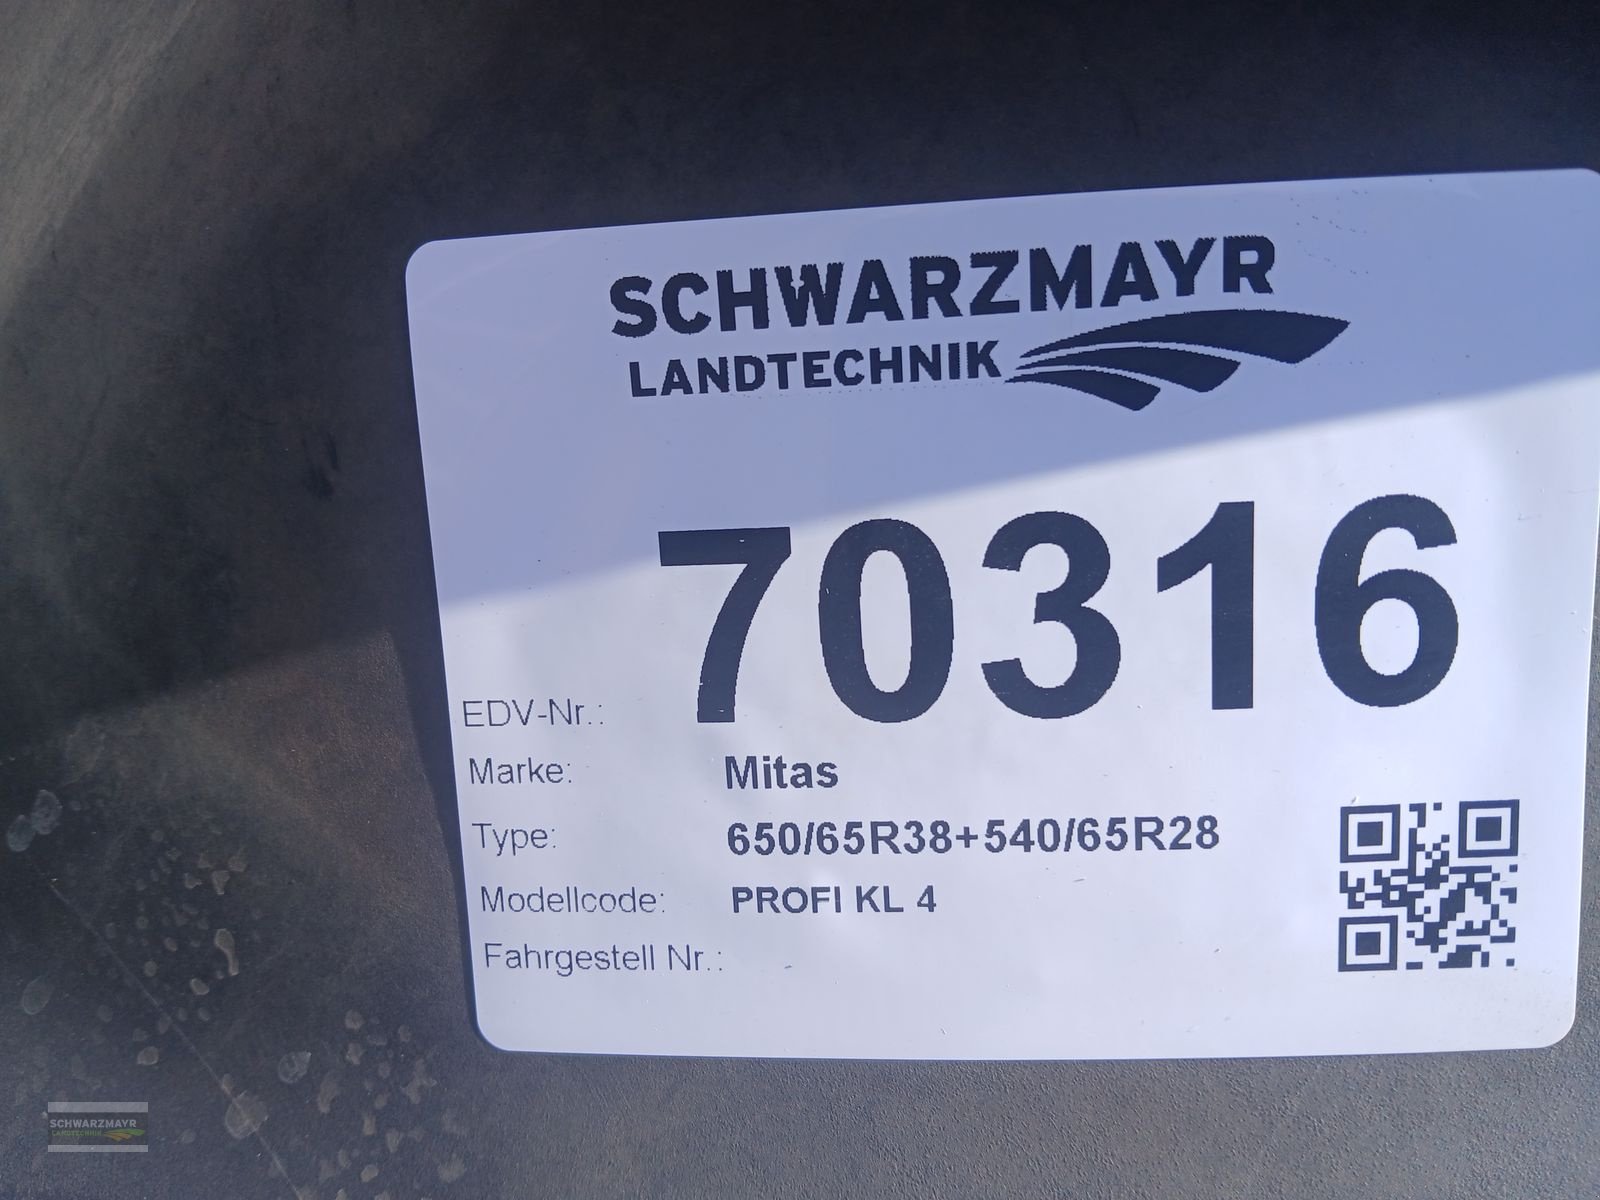 SCHWARZMAYR
LANDTECHNIK
EDV-Nr.: 70316
Marke: Mitas
Type: 650/65R38+540/65R28
Modellcode: PROFI KL 4
Fahrgestell Nr.:
SCHWARZMAYR
LANDTECHNIK